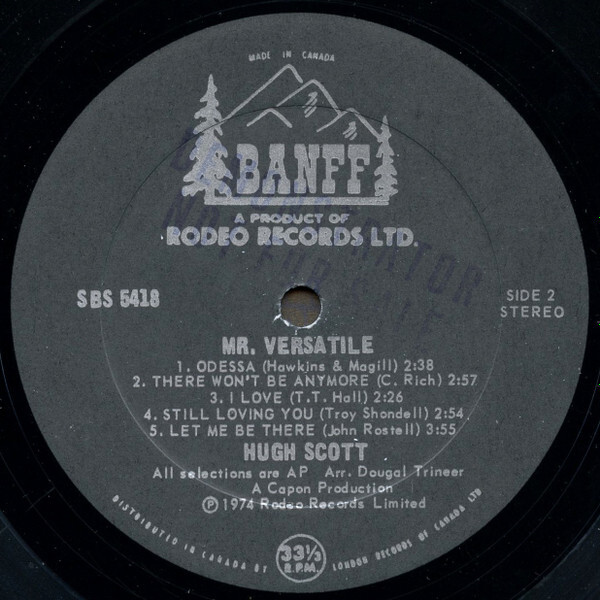 MADE IN CANADA
BANFF
A PRODUCT OF
RODEO RECORDS LTD.
DEMONSTRATOR
NOT FOR SALE
SBS 5418
SIDE 2
STEREO
MR. VERSATILE
1. ODESSA (Hawkins & Magill) 2:38
2. THERE WON'T BE ANYMORE (C. Rich) 2:57
3. I LOVE (T.T. Hall) 2:26
4. STILL LOVING YOU (Troy Shondell) 2:54
5. LET ME BE THERE (John Rostell) 3:55
HUGH SCOTT
All selections are AP Arr. Dougal Trineer
A Capon Production
Ⓟ 1974 Rodeo Records Limited
DISTRIBUTED IN CANADA BY LONDON RECORDS OF CANADA LTD
33⅓
R.P.M.